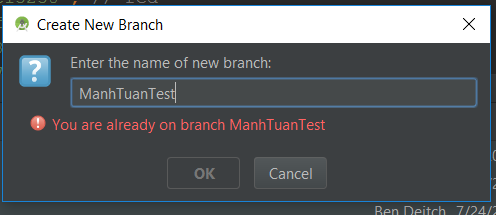 Create New Branch
Enter the name of new branch:
ManhTuanTest
You are already on branch ManhTuanTest
OK
Cancel
Ben Deitch, 7/24/2